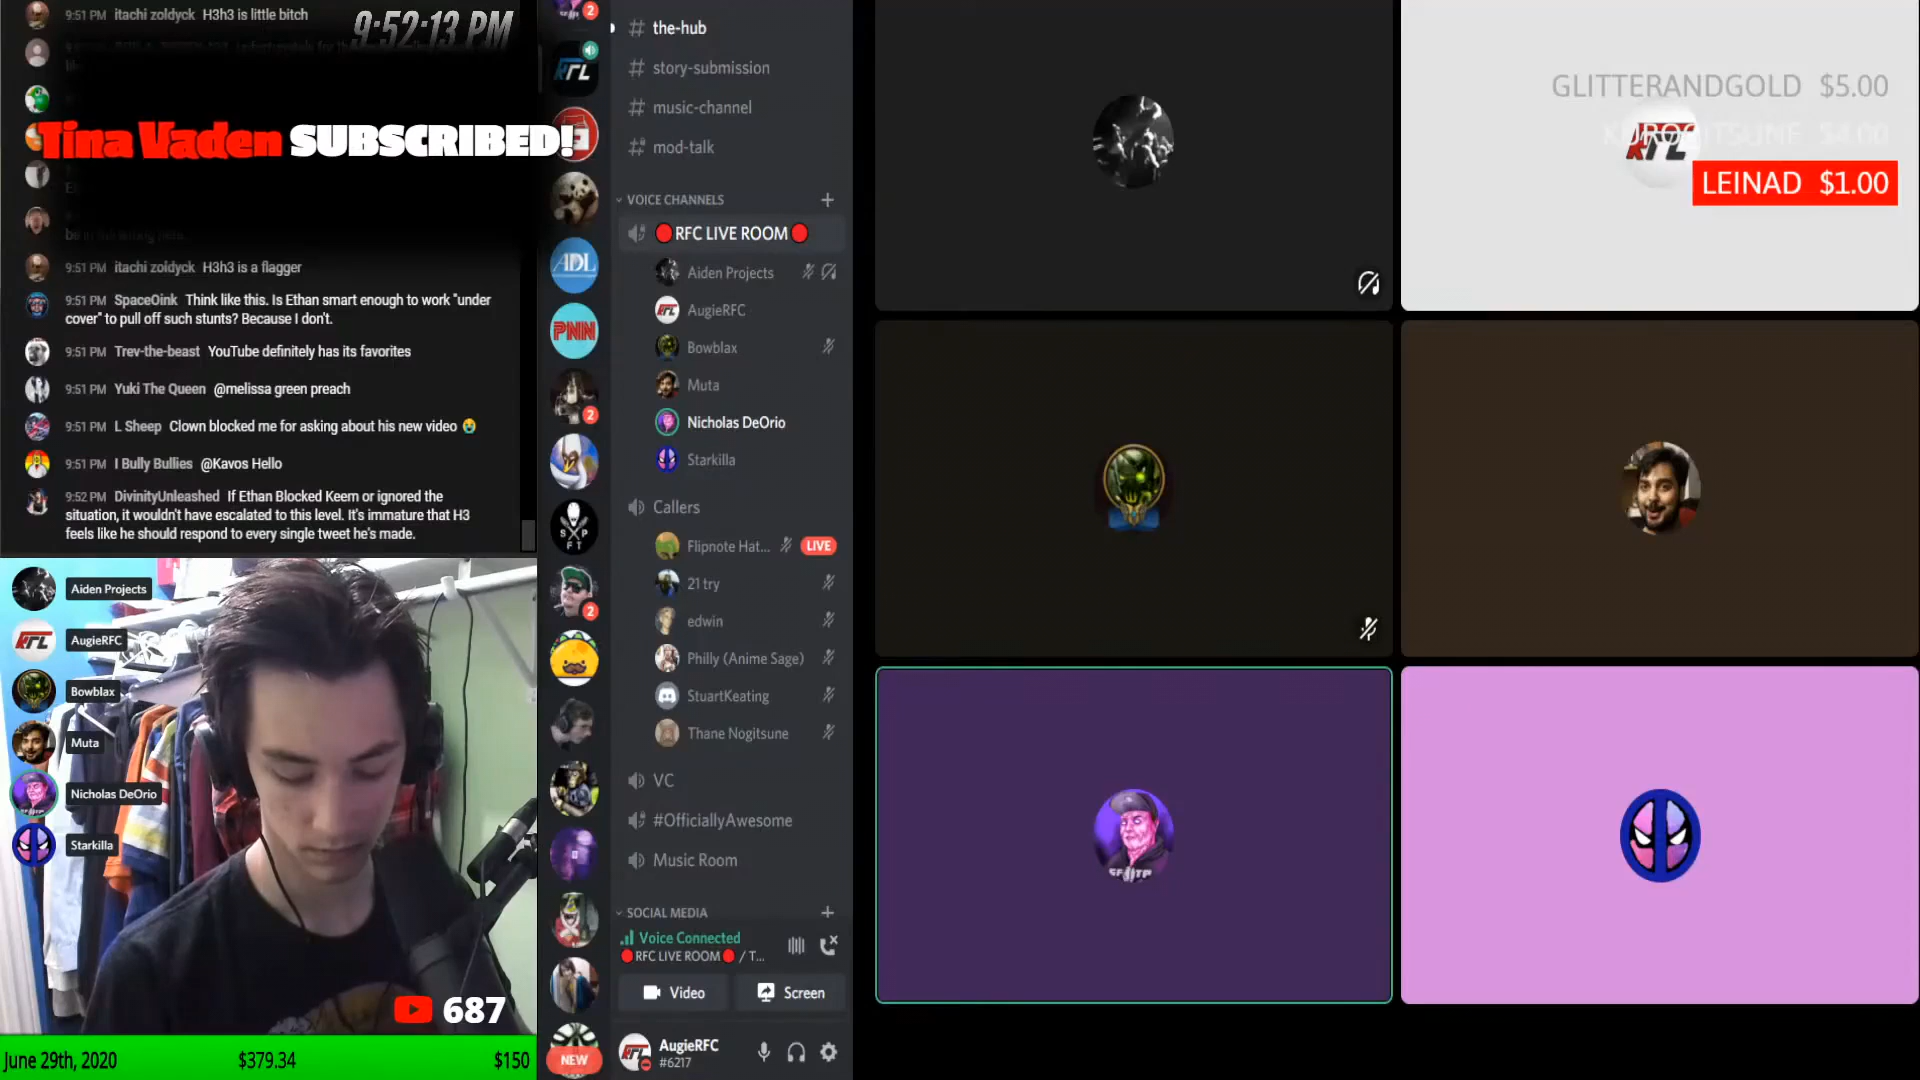 9:51 PM itachi zoldyck H3h3 is little bitch
9:52:13 PM
Tina Vaden SUBSCRIBED!
9:51 PM itachi zoldyck H3h3 is a flagger
9:51 PM SpaceOink Think like this. Is Ethan smart enough to work "under
cover" to pull off such stunts? Because I don't.
9:51 PM Trev-the-beast YouTube definitely has its favorites
9:51 PM Yuki The Queen @melissa green preach
9:51 PM L Sheep Clown blocked me for asking about his new video 😭
9:51 PM I Bully Bullies @Kavos Hello
9:52 PM DivinityUnleashed If Ethan Blocked Keem or ignored the
situation, it wouldn't have escalated to this level. It's immature that H3
feels like he should respond to every single tweet he's made.
Aiden Projects
AugieRFC
Bowblax
Muta
Nicholas DeOrio
Starkilla
687
June 29th, 2020 $379.34 $150
2
RTL
ADL
PNN
2
S P
F T
2
NEW
# the-hub
# story-submission
# music-channel
# mod-talk
VOICE CHANNELS +
🔴RFC LIVE ROOM🔴
Aiden Projects
AugieRFC
Bowblax
Muta
Nicholas DeOrio
Starkilla
Callers
Flipnote Hat... LIVE
21 try
edwin
Philly (Anime Sage)
StuartKeating
Thane Nogitsune
VC
#OfficiallyAwesome
Music Room
SOCIAL MEDIA +
Voice Connected
🔴RFC LIVE ROOM🔴 / T...
Video Screen
AugieRFC
#6217
GLITTERANDGOLD $5.00
$4.00
LEINAD $1.00